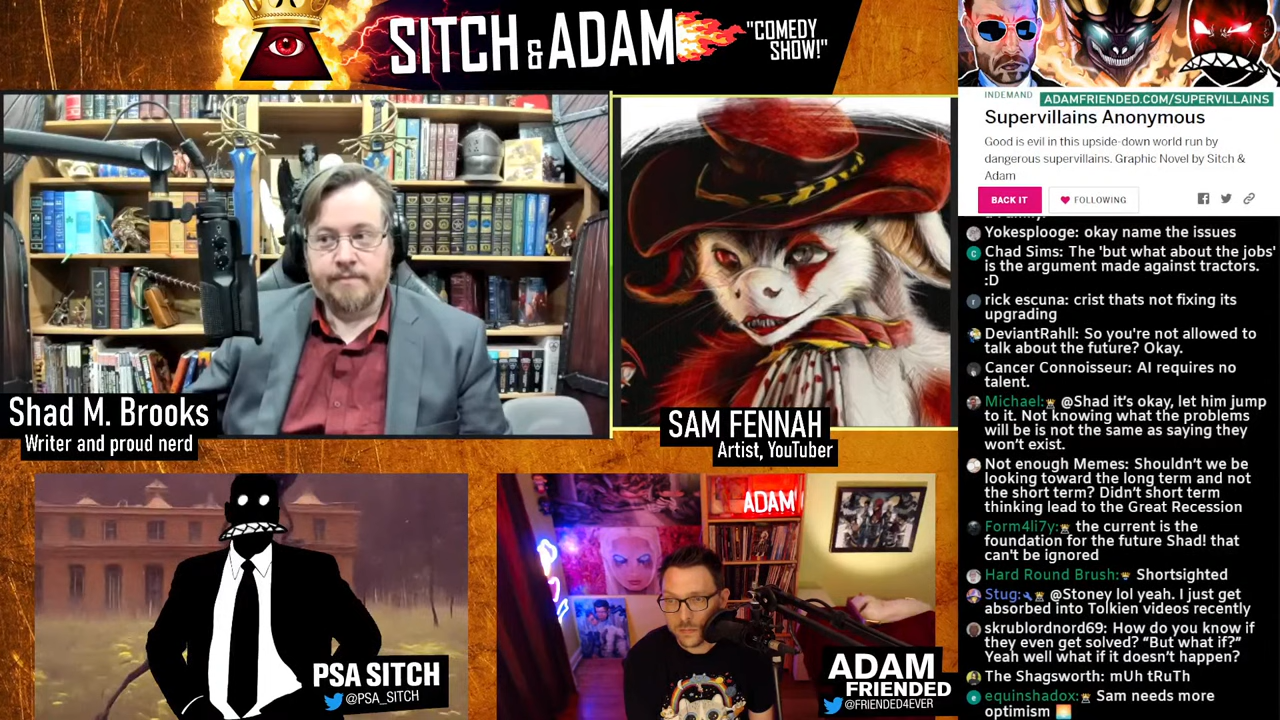 SITCH & ADAM
"COMEDY
SHOW!"
INDEMAND
ADAMFRIENDED.COM/SUPERVILLAINS
Supervillains Anonymous
Good is evil in this upside-down world run by
dangerous supervillains. Graphic Novel by Sitch &
Adam
BACK IT
FOLLOWING
Yokesplooge: okay name the issues
Chad Sims: The 'but what about the jobs'
is the argument made against tractors.
:D
rick escuna: crist thats not fixing its
upgrading
DeviantRahll: So you're not allowed to
talk about the future? Okay.
Cancer Connoisseur: AI requires no
talent.
Michael: @Shad it's okay, let him jump
to it. Not knowing what the problems
will be is not the same as saying they
won't exist.
Not enough Memes: Shouldn't we be
looking toward the long term and not
the short term? Didn't short term
thinking lead to the Great Recession
Form4li7y: the current is the
foundation for the future Shad! that
can't be ignored
Hard Round Brush: Shortsighted
Stug: @Stoney lol yeah. I just get
absorbed into Tolkien videos recently
skrublordnord69: How do you know if
they even get solved? "But what if?"
Yeah well what if it doesn't happen?
The Shagsworth: mUh tRuTh
equinshadox: Sam needs more
optimism
Shad M. Brooks
Writer and proud nerd
SAM FENNAH
Artist, YouTuber
PSA SITCH
@PSA_SITCH
ADAM
ADAM
FRIENDED
@FRIENDED4EVER